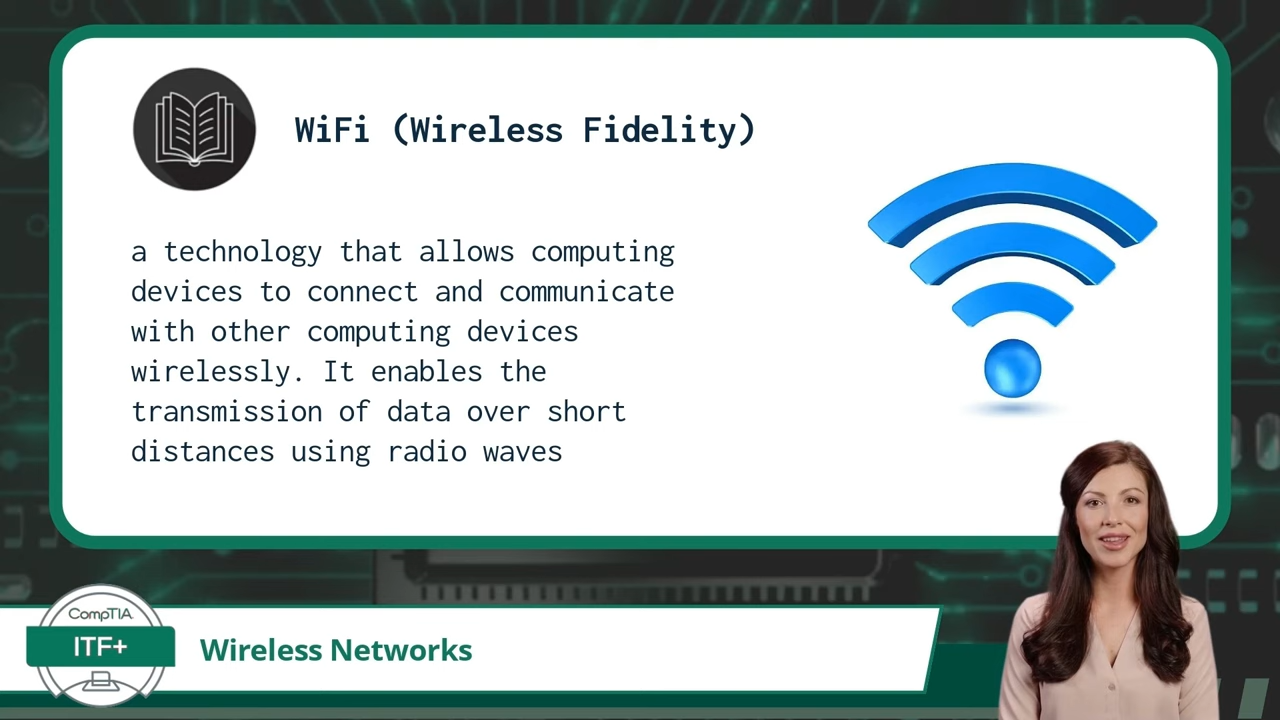 WiFi (Wireless Fidelity)
a technology that allows computing
devices to connect and communicate
with other computing devices
wirelessly. It enables the
transmission of data over short
distances using radio waves
CompTIA.
ITF+
Wireless Networks